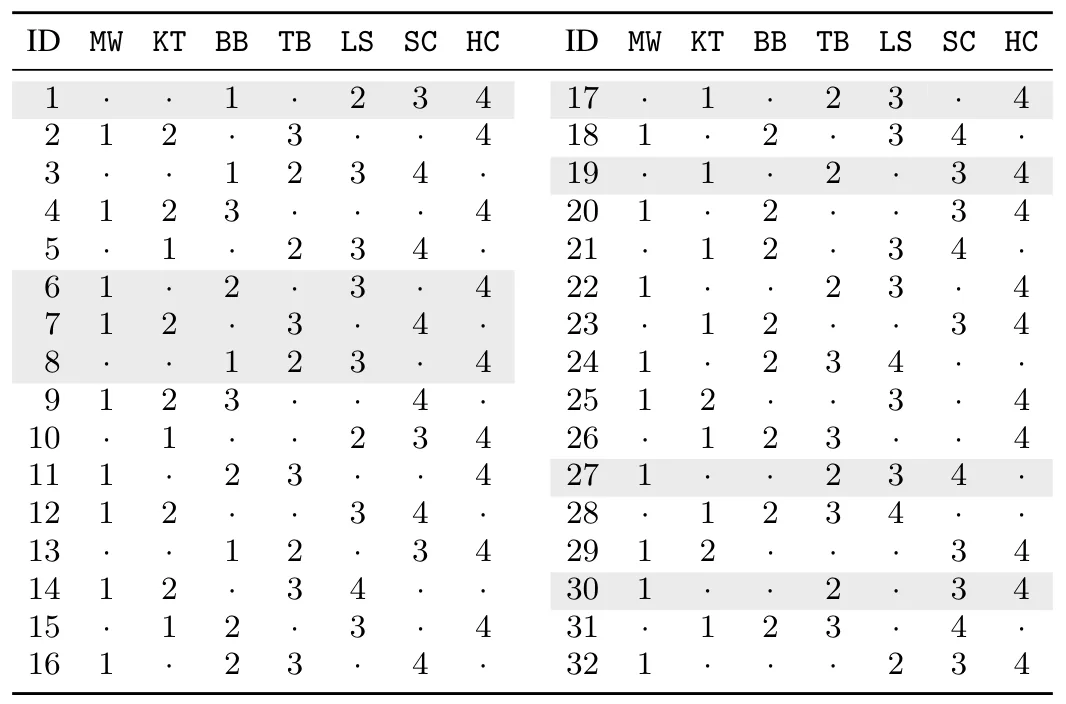 ID MW KT BB TB LS SC HC ID MW KT BB TB LS SC HC
1 · · 1 · 2 3 4 17 · 1 · 2 3 · 4
2 1 2 · 3 · · 4 18 1 · 2 · 3 4 ·
3 · · 1 2 3 4 · 19 · 1 · 2 · 3 4
4 1 2 3 · · · 4 20 1 · 2 · · 3 4
5 · 1 · 2 3 4 · 21 · 1 2 · 3 4 ·
6 1 · 2 · 3 · 4 22 1 · · 2 3 · 4
7 1 2 · 3 · 4 · 23 · 1 2 · · 3 4
8 · · 1 2 3 · 4 24 1 · 2 3 4 · ·
9 1 2 3 · · 4 · 25 1 2 · · 3 · 4
10 · 1 · · 2 3 4 26 · 1 2 3 · · 4
11 1 · 2 3 · · 4 27 1 · · 2 3 4 ·
12 1 2 · · 3 4 · 28 · 1 2 3 4 · ·
13 · · 1 2 · 3 4 29 1 2 · · · 3 4
14 1 2 · 3 4 · · 30 1 · · 2 · 3 4
15 · 1 2 · 3 · 4 31 · 1 2 3 · 4 ·
16 1 · 2 3 · 4 · 32 1 · · · 2 3 4